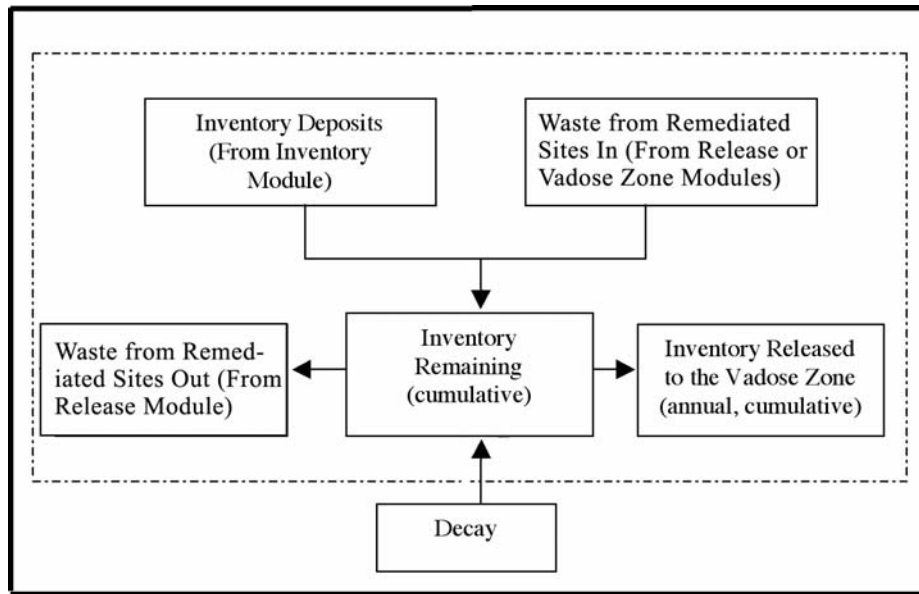 Inventory Deposits
(From Inventory
Module)
Waste from Remediated
Sites In (From Release or
Vadose Zone Modules)
Waste from Remed-
iated Sites Out (From
Release Module)
Inventory
Remaining
(cumulative)
Inventory Released
to the Vadose Zone
(annual, cumulative)
Decay